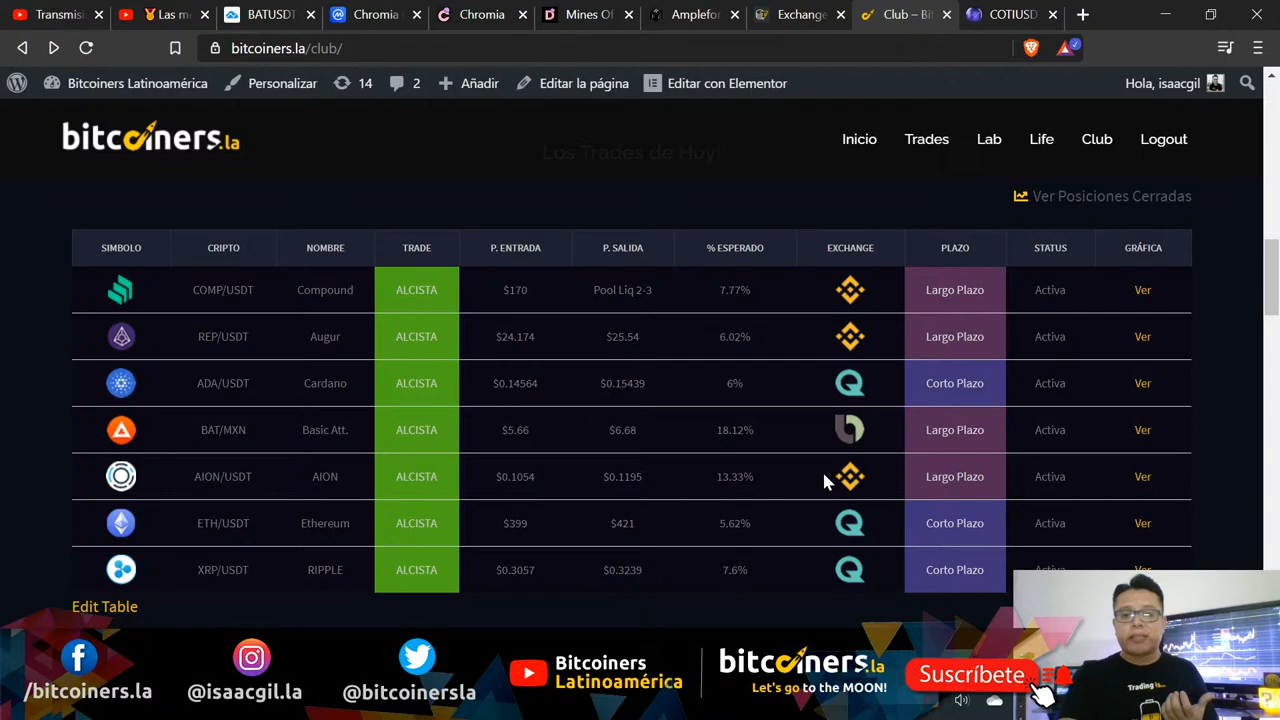 Transmisi
Las m
BATUSDT
Chromia
Chromia
Mines Of
Amplefo
Exchange
Club – Bit
COTIUSD
bitcoiners.la/club/
Bitcoiners Latinoamérica
Personalizar
14
2
Añadir
Editar la página
Editar con Elementor
Hola, isaacgil
bitcoiners.la
Inicio
Trades
Lab
Life
Club
Logout
Los Trades de Hoy!
Ver Posiciones Cerradas
SIMBOLO CRIPTO NOMBRE TRADE P. ENTRADA P. SALIDA % ESPERADO EXCHANGE PLAZO STATUS GRÁFICA
COMP/USDT Compound ALCISTA $170 Pool Liq 2-3 7.77% Largo Plazo Activa Ver
REP/USDT Augur ALCISTA $24.174 $25.54 6.02% Largo Plazo Activa Ver
ADA/USDT Cardano ALCISTA $0.14564 $0.15439 6% Corto Plazo Activa Ver
BAT/MXN Basic Att. ALCISTA $5.66 $6.68 18.12% Largo Plazo Activa Ver
AION/USDT AION ALCISTA $0.1054 $0.1195 13.33% Largo Plazo Activa Ver
ETH/USDT Ethereum ALCISTA $399 $421 5.62% Corto Plazo Activa Ver
XRP/USDT RIPPLE ALCISTA $0.3057 $0.3239 7.6% Corto Plazo Activa Ver
Edit Table
/bitcoiners.la
@isaacgil.la
@bitcoinersla
Bitcoiners
Latinoamérica
bitcoiners.la
Let's go to the MOON!
Suscríbete
Trading is...